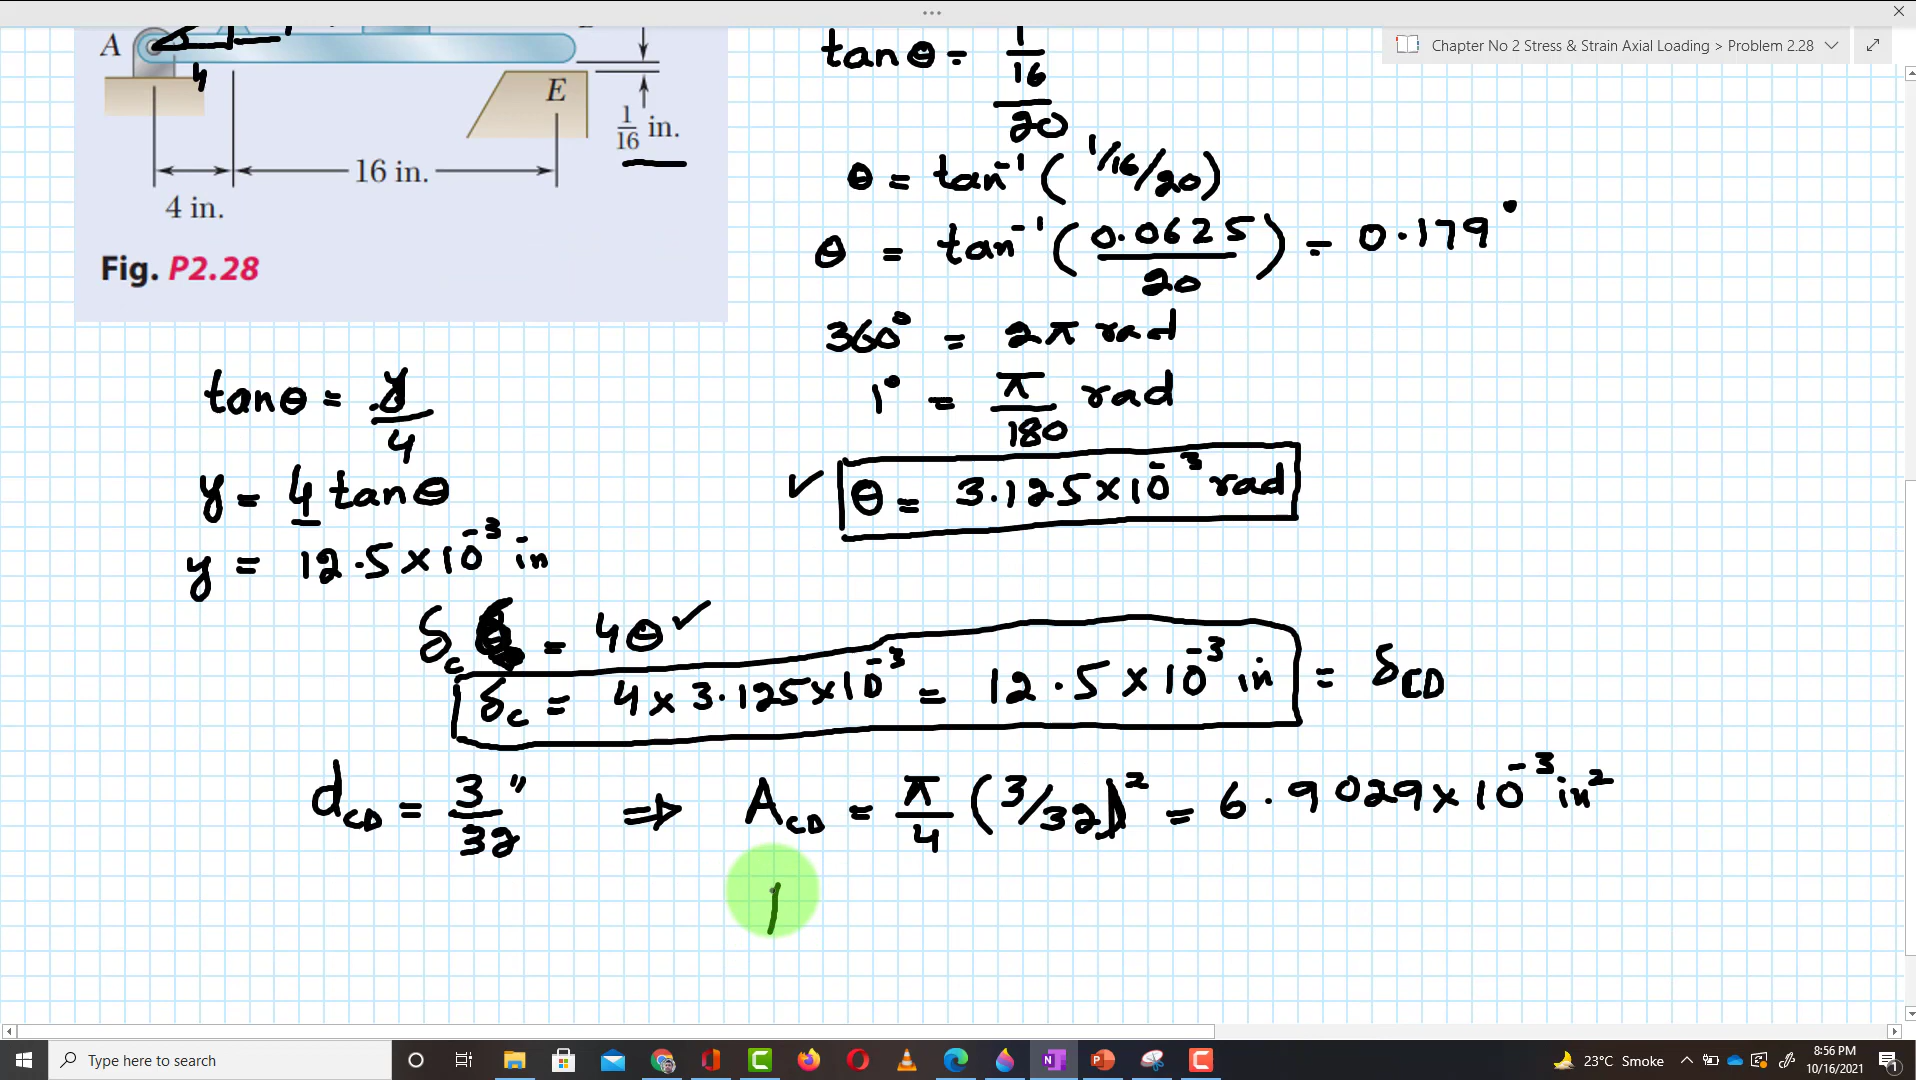 Chapter No 2 Stress & Strain Axial Loading > Problem 2.28
A
4
E
1/16 in.
16 in.
4 in.
Fig. P2.28
tanθ = 1/16 / 20
θ = tan⁻¹ ( 1/16/20)
θ = tan⁻¹ ( 0.0625 / 20 ) = 0.179°
360° = 2π rad
1° = π/180 rad
✓ θ = 3.125×10⁻³ rad
tanθ = y/4
y = 4 tanθ
y = 12.5×10⁻³ in
δc = 4θ ✓
δc = 4×3.125×10⁻³ = 12.5×10⁻³ in = δCD
dCD = 3/32" ⇒ ACD = π/4 (3/32)² = 6.9029×10⁻³ in²
Type here to search
23°C Smoke
8:56 PM
10/16/2021
1